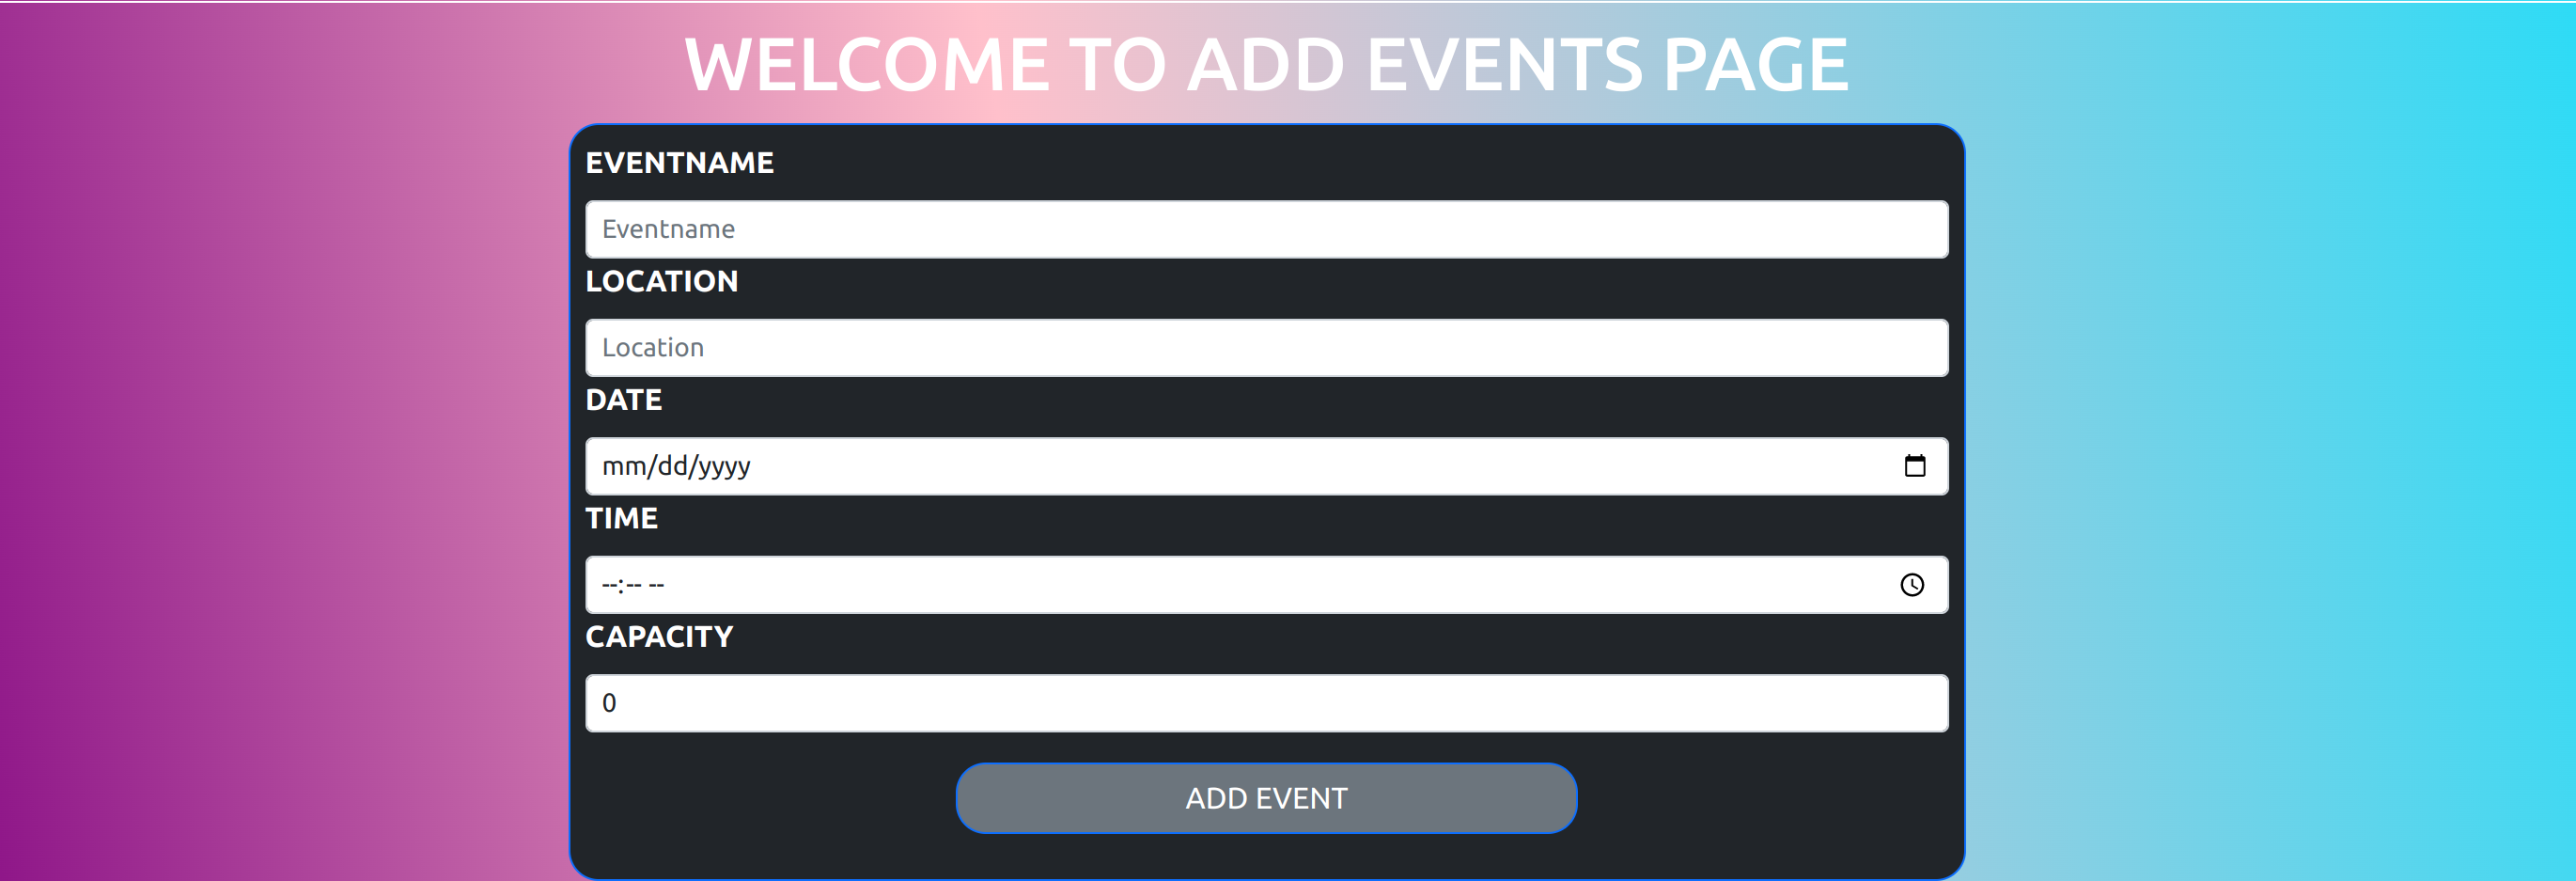 WELCOME TO ADD EVENTS PAGE
EVENTNAME
Eventname
LOCATION
Location
DATE
mm/dd/yyyy
TIME
--:-- --
CAPACITY
0
ADD EVENT